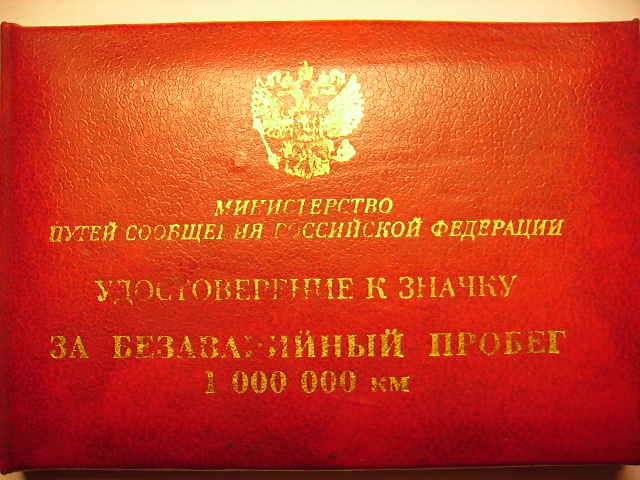 МИНИСТЕРСТВО
ПУТЕЙ СООБЩЕНИЯ РОССИЙСКОЙ ФЕДЕРАЦИИ
УДОСТОВЕРЕНИЕ К ЗНАЧКУ
ЗА БЕЗАВАРИЙНЫЙ ПРОБЕГ
1 000 000 км